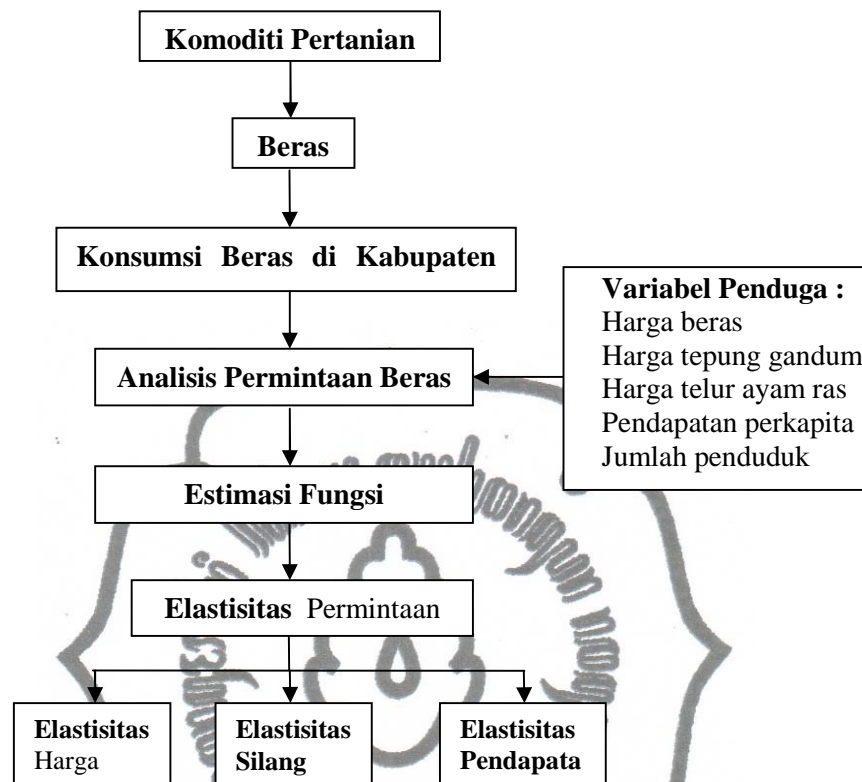 Komoditi Pertanian
Beras
Konsumsi Beras di Kabupaten
Variabel Penduga :
Harga beras
Harga tepung gandum
Harga telur ayam ras
Pendapatan perkapita
Jumlah penduduk
Analisis Permintaan Beras
Estimasi Fungsi
Elastisitas Permintaan
Elastisitas
Harga
Elastisitas
Silang
Elastisitas
Pendapata